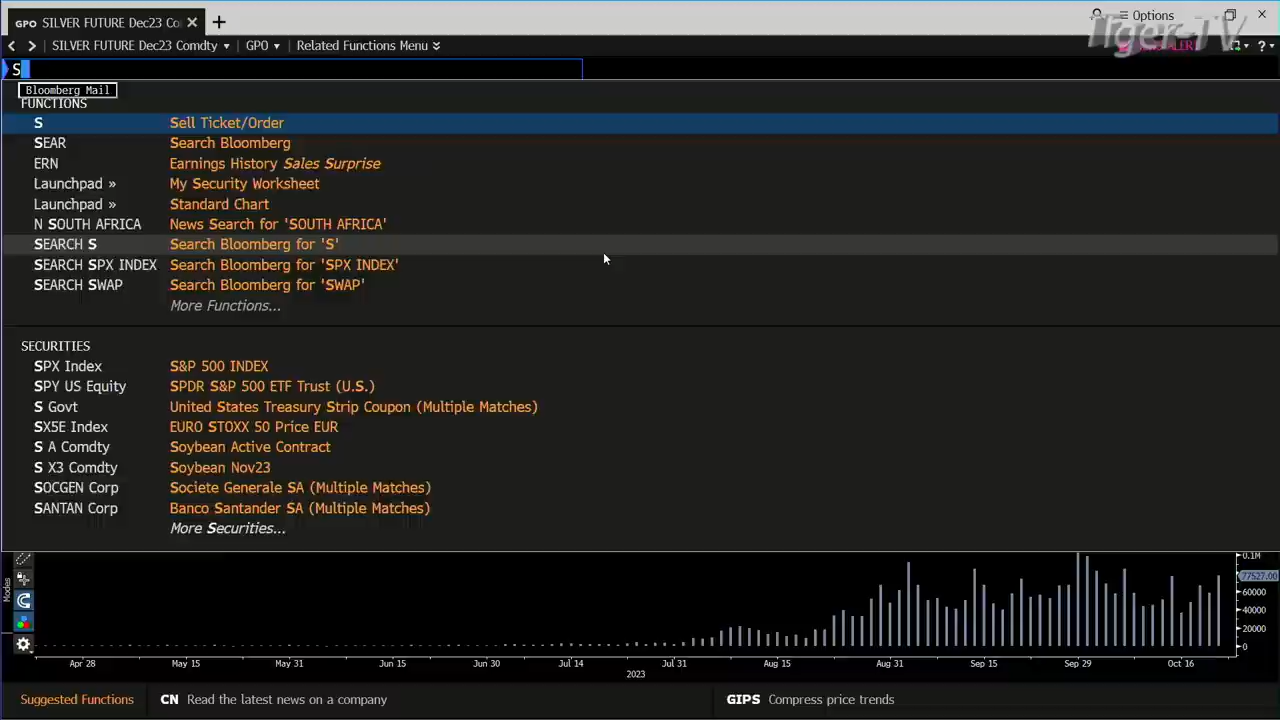 GPO SILVER FUTURE Dec23 Co
Options
SILVER FUTURE Dec23 Comdty GPO Related Functions Menu
Tiger-TV
S
Bloomberg Mail
FUNCTIONS
S Sell Ticket/Order
SEAR Search Bloomberg
ERN Earnings History Sales Surprise
Launchpad » My Security Worksheet
Launchpad » Standard Chart
N SOUTH AFRICA News Search for 'SOUTH AFRICA'
SEARCH S Search Bloomberg for 'S'
SEARCH SPX INDEX Search Bloomberg for 'SPX INDEX'
SEARCH SWAP Search Bloomberg for 'SWAP'
More Functions...
SECURITIES
SPX Index S&P 500 INDEX
SPY US Equity SPDR S&P 500 ETF Trust (U.S.)
S Govt United States Treasury Strip Coupon (Multiple Matches)
SX5E Index EURO STOXX 50 Price EUR
S A Comdty Soybean Active Contract
S X3 Comdty Soybean Nov23
SOCGEN Corp Societe Generale SA (Multiple Matches)
SANTAN Corp Banco Santander SA (Multiple Matches)
More Securities...
0.1M
77527.00
60000
40000
20000
0
Modes
Apr 28 May 15 May 31 Jun 15 Jun 30 Jul 14 Jul 31 Aug 15 Aug 31 Sep 15 Sep 29 Oct 16
2023
Suggested Functions CN Read the latest news on a company GIPS Compress price trends